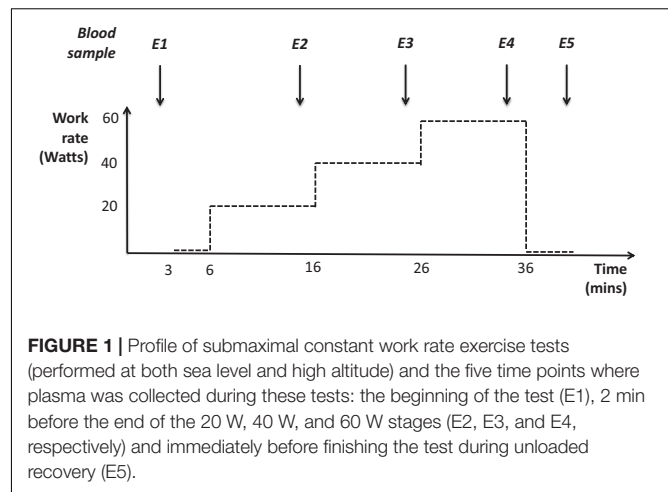 Blood sample
E1 E2 E3 E4 E5
Work rate (Watts)
60
40
20
3 6 16 26 36
Time (mins)
FIGURE 1 | Profile of submaximal constant work rate exercise tests
(performed at both sea level and high altitude) and the five time points where
plasma was collected during these tests: the beginning of the test (E1), 2 min
before the end of the 20 W, 40 W, and 60 W stages (E2, E3, and E4,
respectively) and immediately before finishing the test during unloaded
recovery (E5).